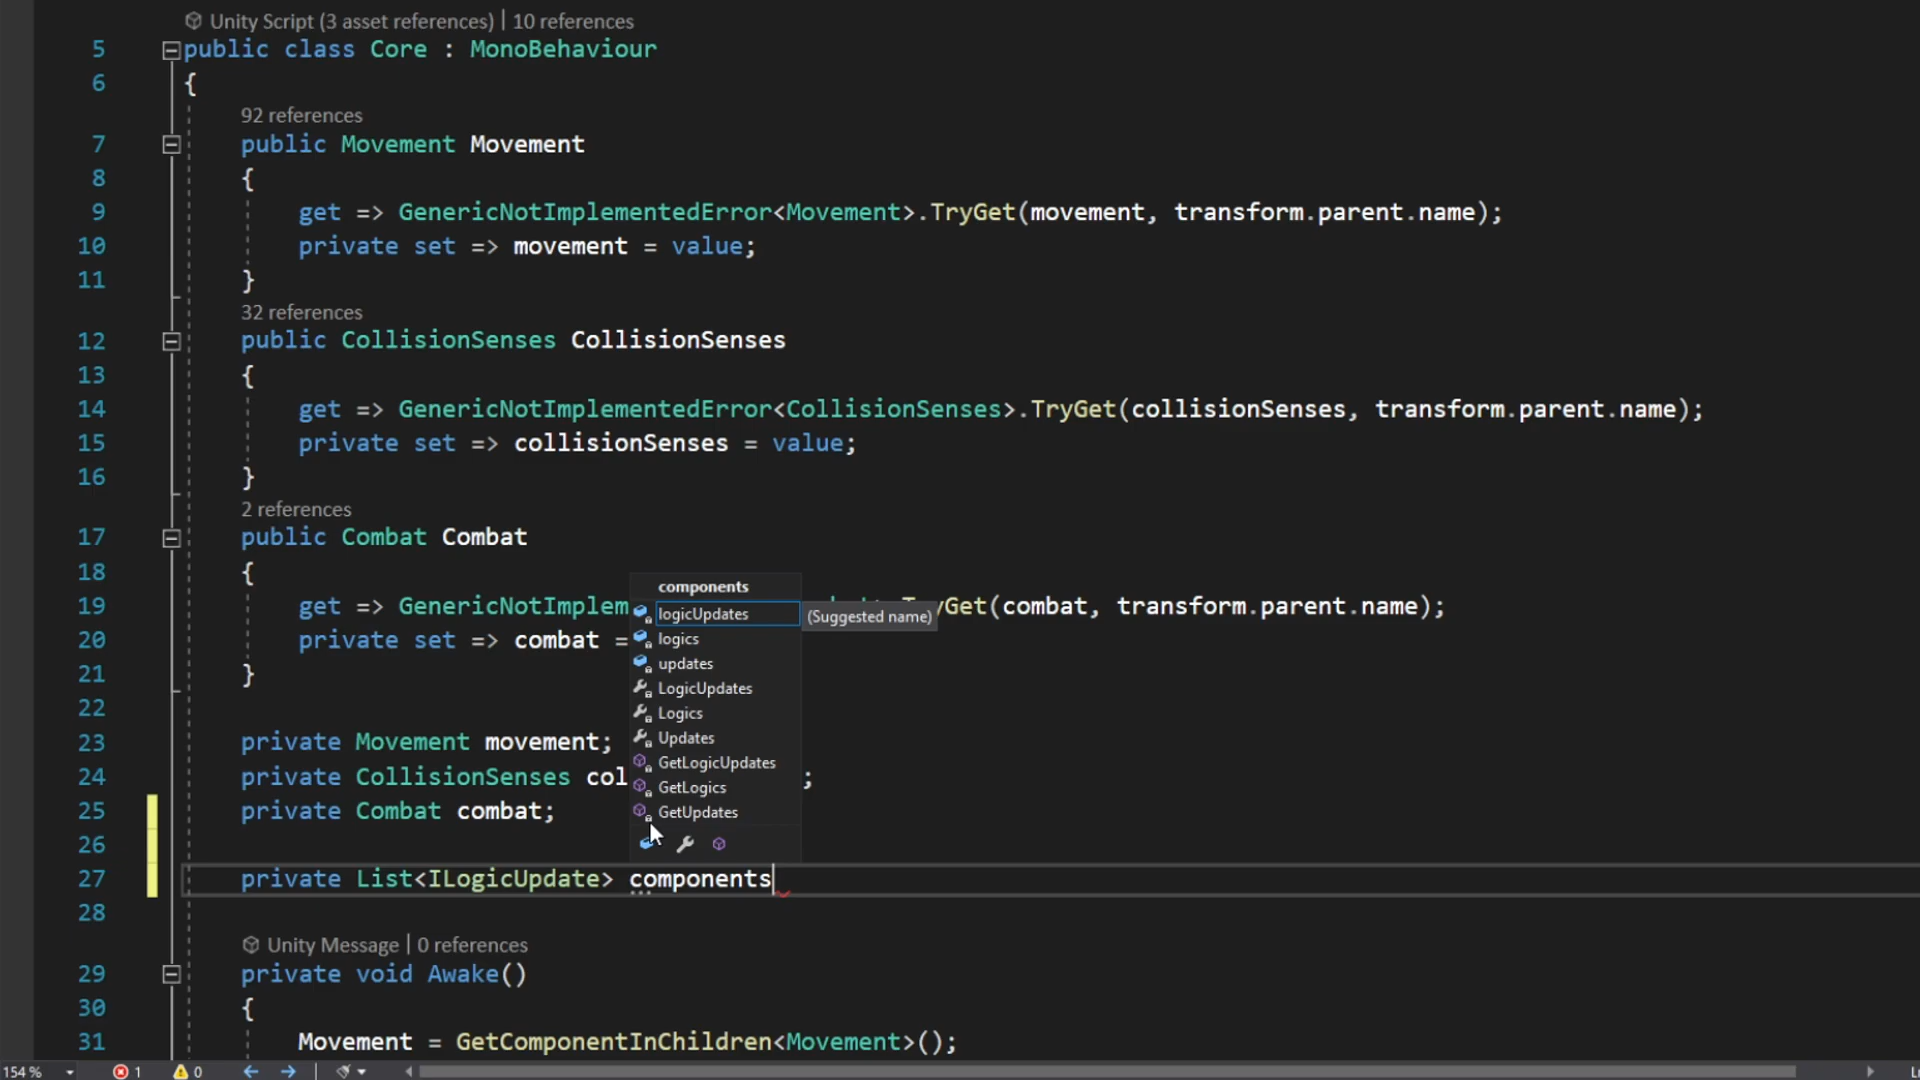 Unity Script (3 asset references) | 10 references
5 public class Core : MonoBehaviour
6 {
92 references
7 public Movement Movement
8 {
9 get => GenericNotImplementedError<Movement>.TryGet(movement, transform.parent.name);
10 private set => movement = value;
11 }
32 references
12 public CollisionSenses CollisionSenses
13 {
14 get => GenericNotImplementedError<CollisionSenses>.TryGet(collisionSenses, transform.parent.name);
15 private set => collisionSenses = value;
16 }
2 references
17 public Combat Combat
18 {
components
19 get => GenericNotImplem yGet(combat, transform.parent.name);
logicUpdates (Suggested name)
20 private set => combat =
logics
updates
21 }
LogicUpdates
22
Logics
Updates
23 private Movement movement;
GetLogicUpdates
24 private CollisionSenses col ;
GetLogics
25 private Combat combat;
GetUpdates
26
27 private List<ILogicUpdate> components
28
Unity Message | 0 references
29 private void Awake()
30 {
31 Movement = GetComponentInChildren<Movement>();
154 % 1 0